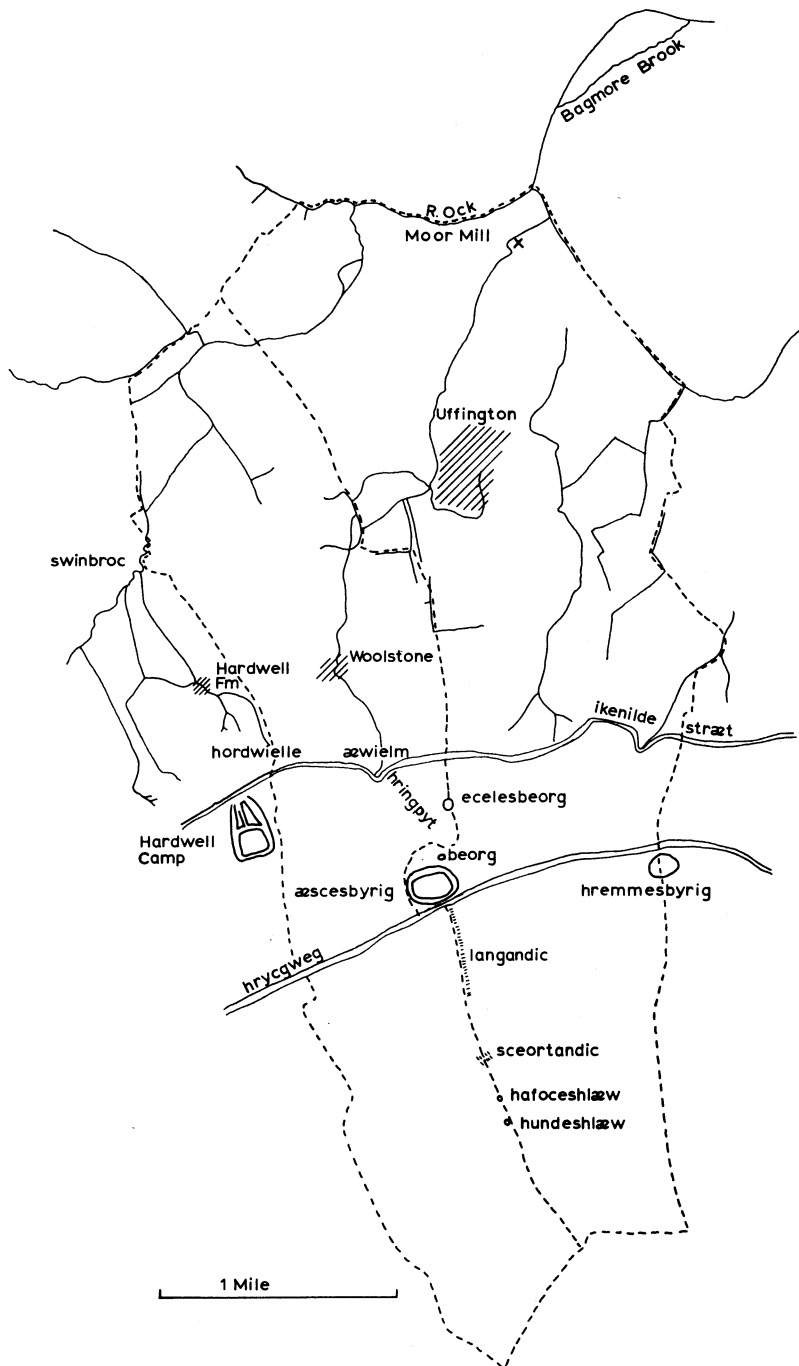 Bagmore Brook
R. Ock
Moor Mill
Uffington
swinbroc
Hardwell
Fm
Woolstone
ikenilde
stræt
hordwielle
æwielm
hringpyt
ecelesbeorg
Hardwell
Camp
beorg
æscesbyrig
hremmesbyrig
langandic
hrycgweg
sceortandic
hafoceshlæw
hundeshlæw
1 Mile